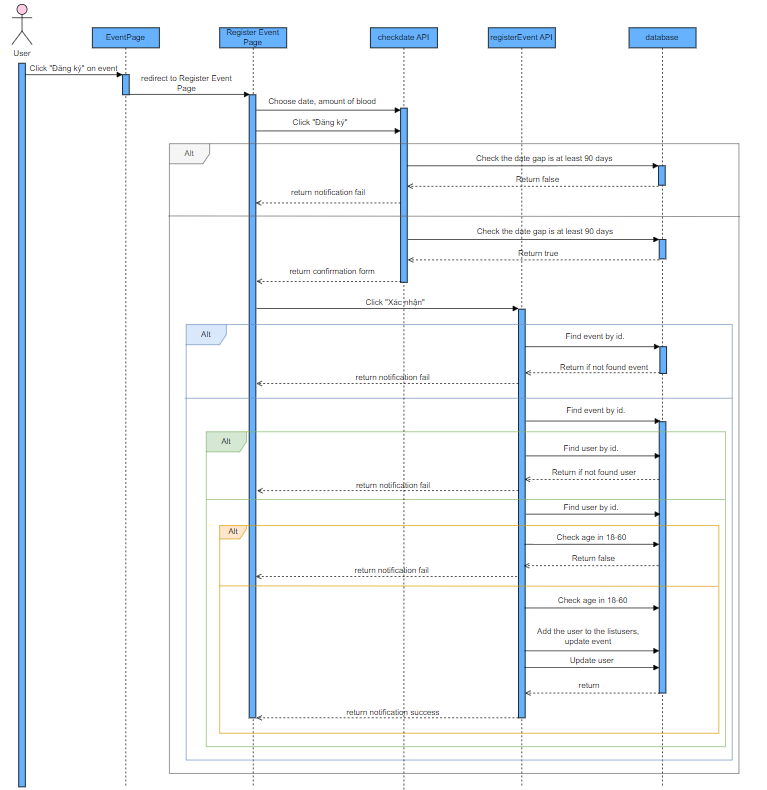 User
EventPage
Register Event
Page
checkdate API
registerEvent API
database
Click "Đăng ký" on event
redirect to Register Event
Page
Choose date, amount of blood
Click "Đăng ký"
Alt
Check the date gap is at least 90 days
Return false
return notification fail
Check the date gap is at least 90 days
Return true
return confirmation form
Click "Xác nhận"
Alt
Find event by id.
Return if not found event
return notification fail
Find event by id.
Alt
Find user by id.
Return if not found user
return notification fail
Find user by id.
Alt
Check age in 18-60
Return false
return notification fail
Check age in 18-60
Add the user to the listusers,
update event
Update user
return
return notification success